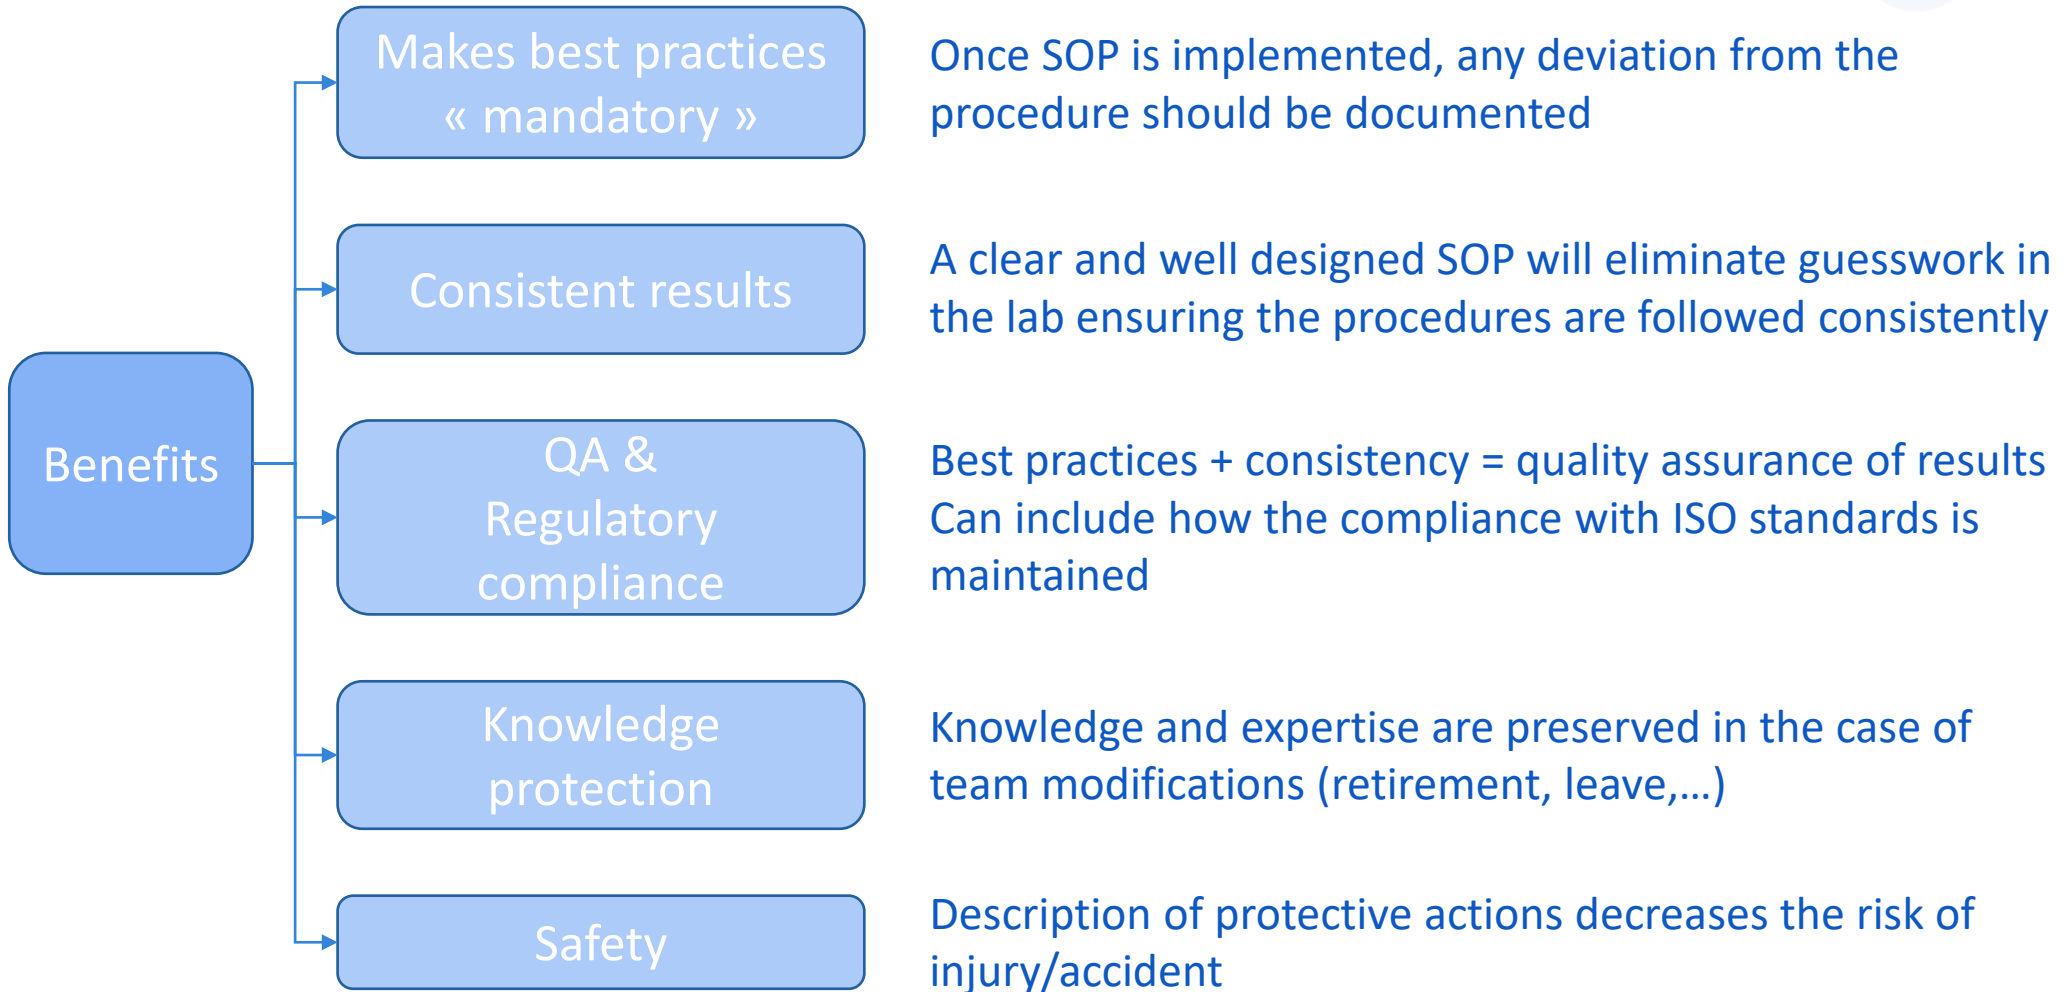 Benefits
Makes best practices
« mandatory »
Once SOP is implemented, any deviation from the
procedure should be documented
Consistent results
A clear and well designed SOP will eliminate guesswork in
the lab ensuring the procedures are followed consistently
QA &
Regulatory
compliance
Best practices + consistency = quality assurance of results
Can include how the compliance with ISO standards is
maintained
Knowledge
protection
Knowledge and expertise are preserved in the case of
team modifications (retirement, leave,...)
Safety
Description of protective actions decreases the risk of
injury/accident